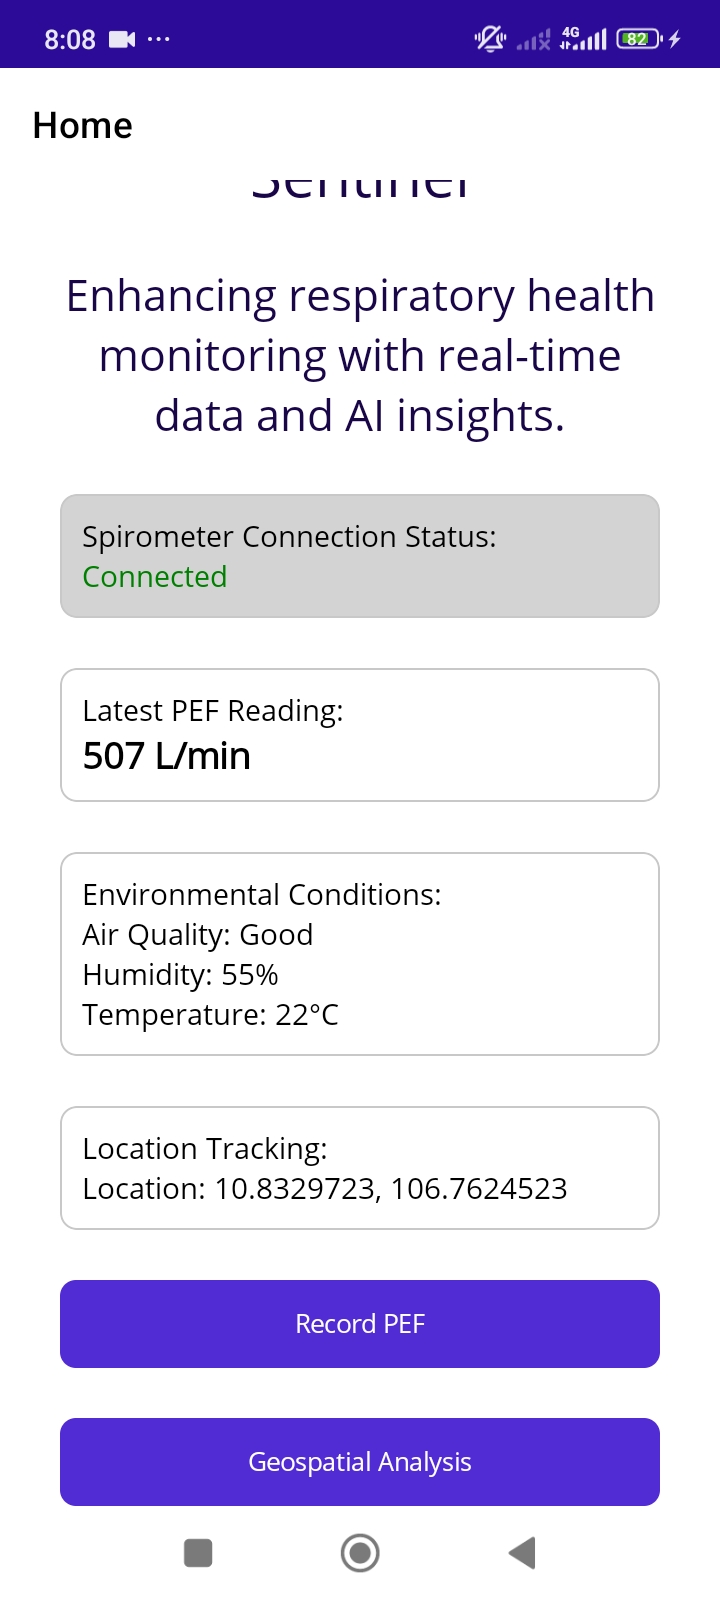 8:08
4G
82
Home
Sentinel
Enhancing respiratory health
monitoring with real-time
data and AI insights.
Spirometer Connection Status:
Connected
Latest PEF Reading:
507 L/min
Environmental Conditions:
Air Quality: Good
Humidity: 55%
Temperature: 22°C
Location Tracking:
Location: 10.8329723, 106.7624523
Record PEF
Geospatial Analysis